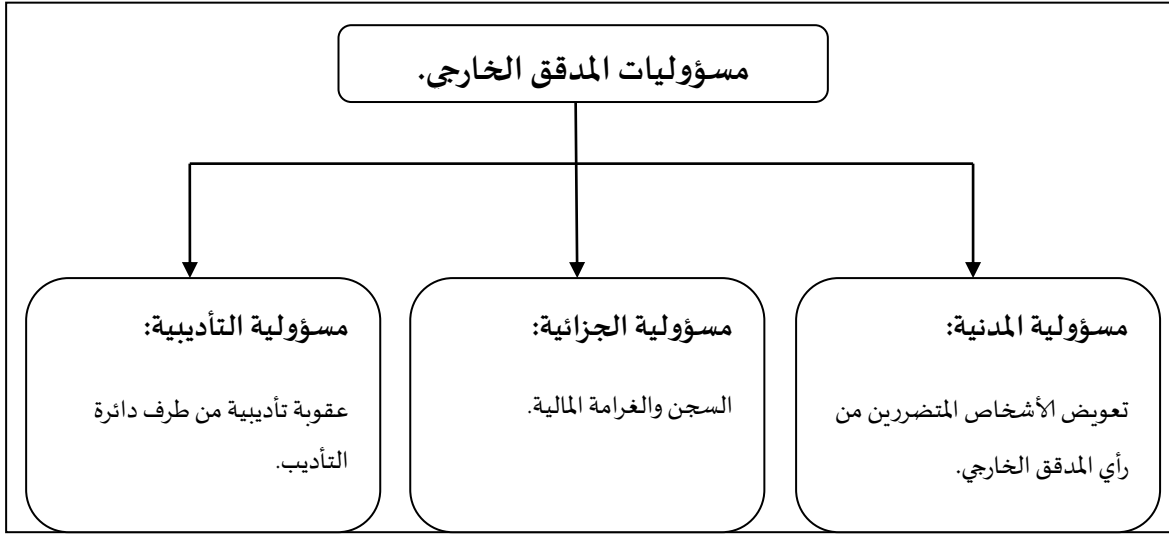 مسؤوليات المدقق الخارجي.
مسؤولية المدنية:
تعويض الأشخاص المتضررين من
رأي المدقق الخارجي.
مسؤولية الجزائية:
السجن والغرامة المالية.
مسؤولية التأديبية:
عقوبة تأديبية من طرف دائرة
التأديب.